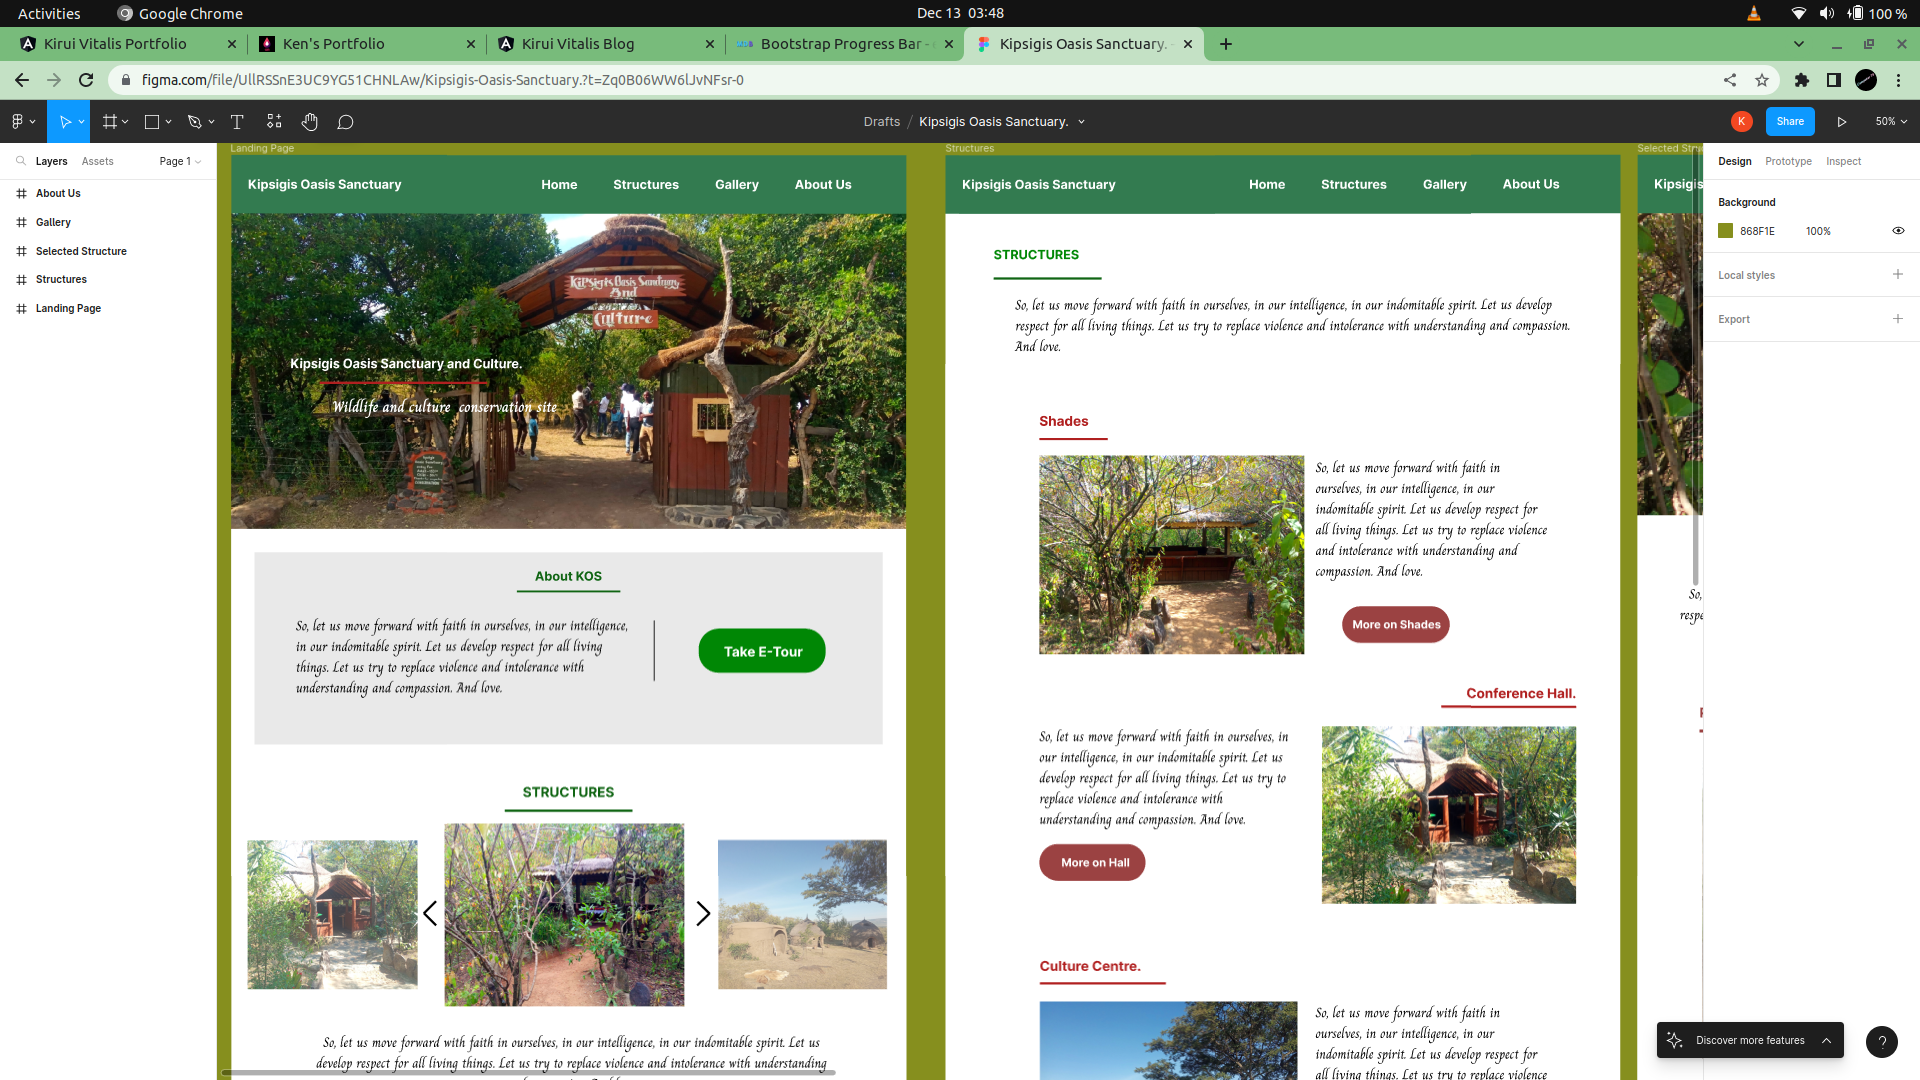 Activities
Google Chrome
Dec 13  03:48
100 %
Kirui Vitalis Portfolio
Ken's Portfolio
Kirui Vitalis Blog
Bootstrap Progress Bar -
Kipsigis Oasis Sanctuary.
figma.com/file/UllRSSnE3UC9YG51CHNLAw/Kipsigis-Oasis-Sanctuary.?t=Zq0B06WW6lJvNFsr-0
Drafts / Kipsigis Oasis Sanctuary.
K
Share
50%
Layers
Assets
Page 1
About Us
Gallery
Selected Structure
Structures
Landing Page
Landing Page
Kipsigis Oasis Sanctuary
Home
Structures
Gallery
About Us
Kipsigis Oasis Sanctuary
And
Culture
Kipsigis Oasis Sanctuary and Culture.
Wildlife and culture  conservation site
About KOS
So, let us move forward with faith in ourselves, in our intelligence,
in our indomitable spirit. Let us develop respect for all living
things. Let us try to replace violence and intolerance with
understanding and compassion. And love.
Take E-Tour
STRUCTURES
So, let us move forward with faith in ourselves, in our intelligence, in our indomitable spirit. Let us
develop respect for all living things. Let us try to replace violence and intolerance with understanding
Structures
Kipsigis Oasis Sanctuary
Home
Structures
Gallery
About Us
STRUCTURES
So, let us move forward with faith in ourselves, in our intelligence, in our indomitable spirit. Let us develop
respect for all living things. Let us try to replace violence and intolerance with understanding and compassion.
And love.
Shades
So, let us move forward with faith in
ourselves, in our intelligence, in our
indomitable spirit. Let us develop respect for
all living things. Let us try to replace violence
and intolerance with understanding and
compassion. And love.
More on Shades
Conference Hall.
So, let us move forward with faith in ourselves, in
our intelligence, in our indomitable spirit. Let us
develop respect for all living things. Let us try to
replace violence and intolerance with
understanding and compassion. And love.
More on Hall
Culture Centre.
So, let us move forward with faith in
ourselves, in our intelligence, in our
indomitable spirit. Let us develop respect for
all living things. Let us try to replace violence
Selected Stru
Kipsigis
So,
respe
Design
Prototype
Inspect
Background
868F1E
100%
Local styles
Export
Discover more features
?